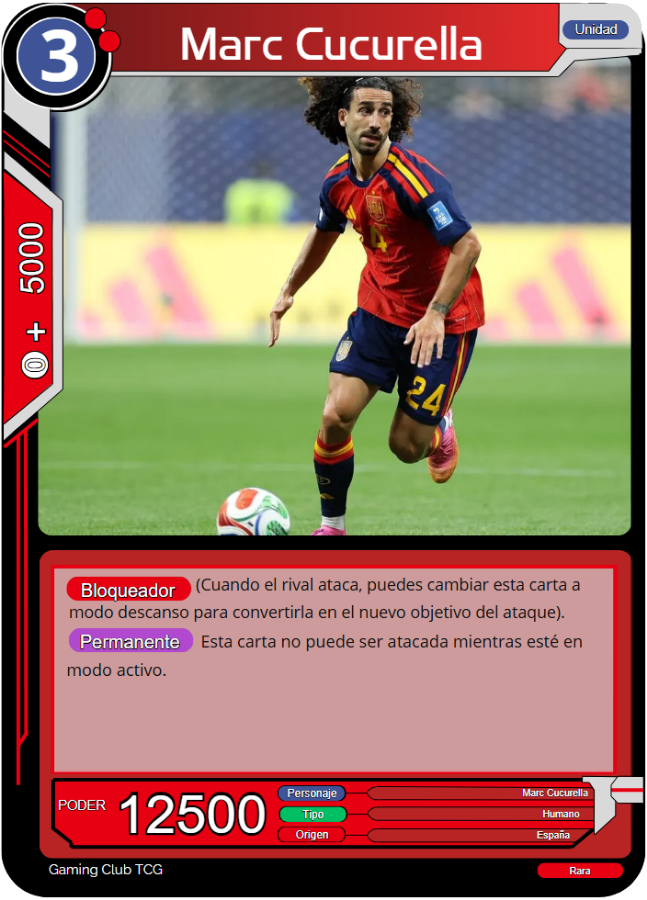 3
Marc Cucurella
Unidad
0 + 5000
4
24
Bloqueador (Cuando el rival ataca, puedes cambiar esta carta a
modo descanso para convertirla en el nuevo objetivo del ataque).
Permanente Esta carta no puede ser atacada mientras esté en
modo activo.
PODER 12500
Personaje Marc Cucurella
Tipo Humano
Origen España
Gaming Club TCG
Rara